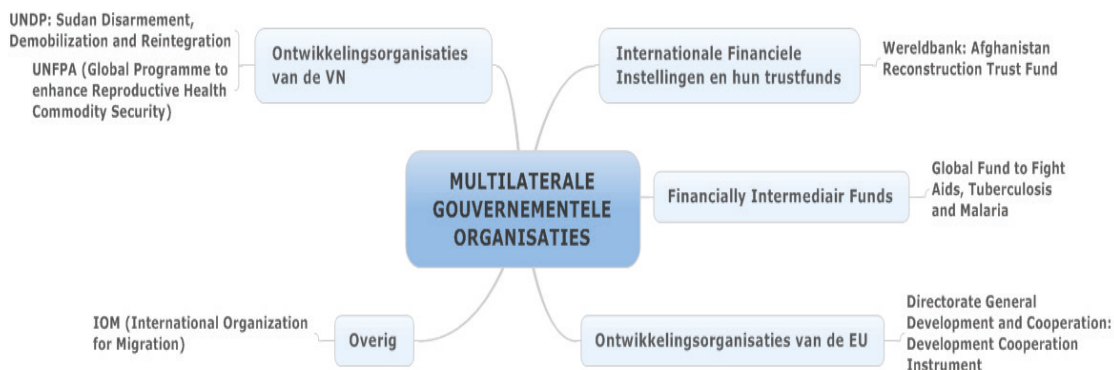 UNDP: Sudan Disarmement,
Demobilization and Reintegration
UNFPA (Global Programme to
enhance Reproductive Health
Commodity Security)
Ontwikkelingsorganisaties
van de VN
Internationale Financiele
Instellingen en hun trustfunds
Wereldbank: Afghanistan
Reconstruction Trust Fund
MULTILATERALE
GOUVERNEMENTELE
ORGANISATIES
Financially Intermediair Funds
Global Fund to Fight
Aids, Tuberculosis
and Malaria
IOM (International Organization
for Migration)
Overig
Ontwikkelingsorganisaties van de EU
Directorate General
Development and Cooperation:
Development Cooperation
Instrument